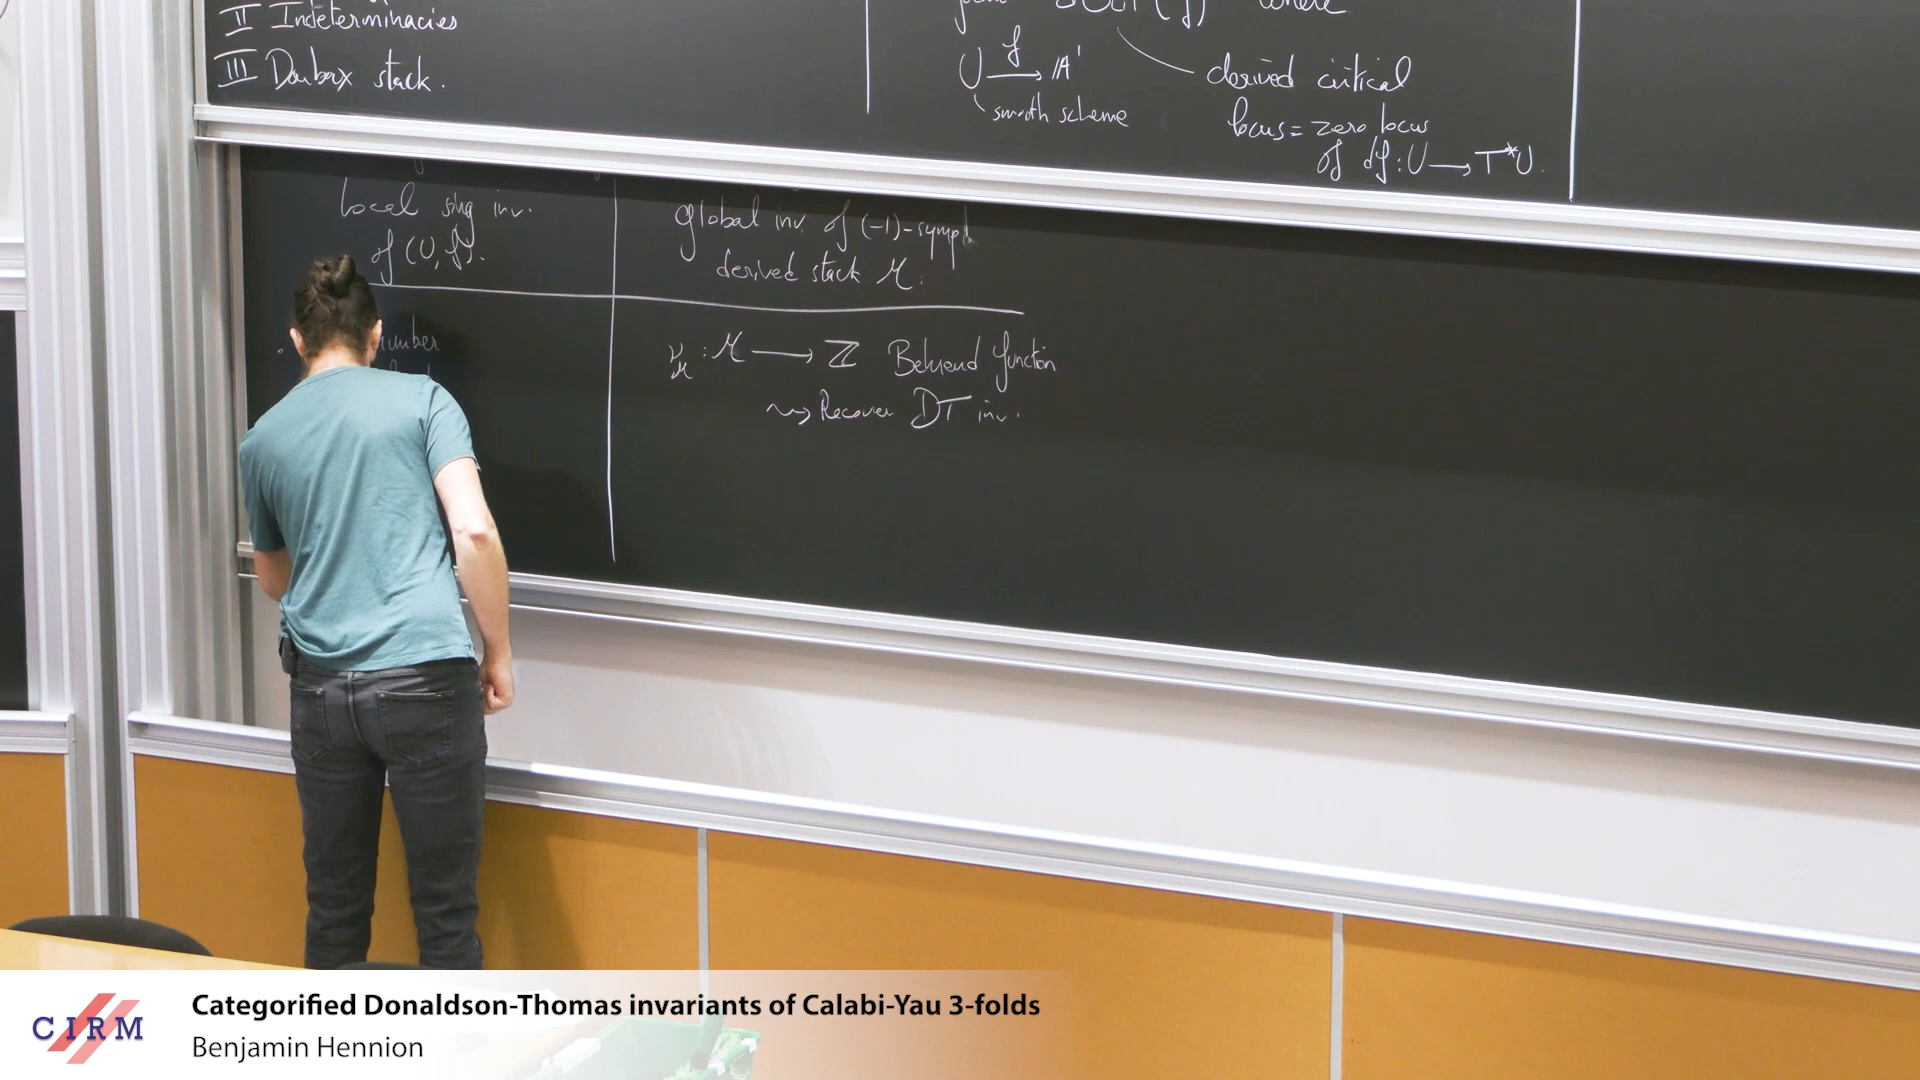 II Indeterminacies
III Darboux stack.
where
U —f→ A¹
smooth scheme
derived critical
locus = zero locus
of df : U → T*U.
local sing inv.
of (U, f).
global inv. of (-1)-sympl
derived stack M.
number
ν_M : M → ℤ Behrend function
⇝ Recover DT inv.
CIRM
Categorified Donaldson-Thomas invariants of Calabi-Yau 3-folds
Benjamin Hennion